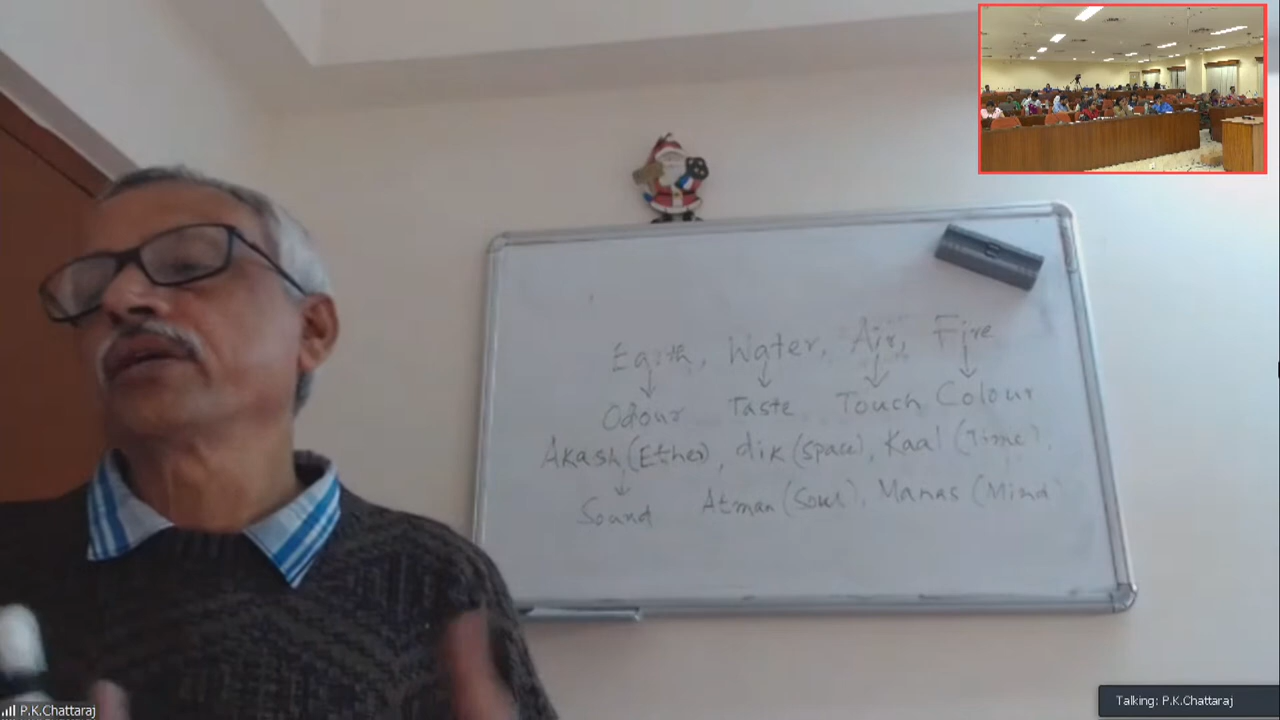 Earth, Water, Air, Fire
Odour Taste Touch Colour
Akash (Ether), dik (Space), Kaal (Time),
Sound Atman (Soul), Manas (Mind)
P.K.Chattaraj
Talking: P.K.Chattaraj